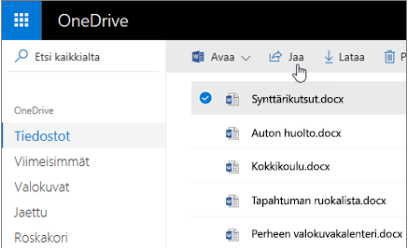 OneDrive
Etsi kaikkialta
Avaa Jaa Lataa P
OneDrive
Tiedostot
Viimeisimmät
Valokuvat
Jaettu
Roskakori
Synttärikutsut.docx
Auton huolto.docx
Kokkikoulu.docx
Tapahtuman ruokalista.docx
Perheen valokuvakalenteri.docx